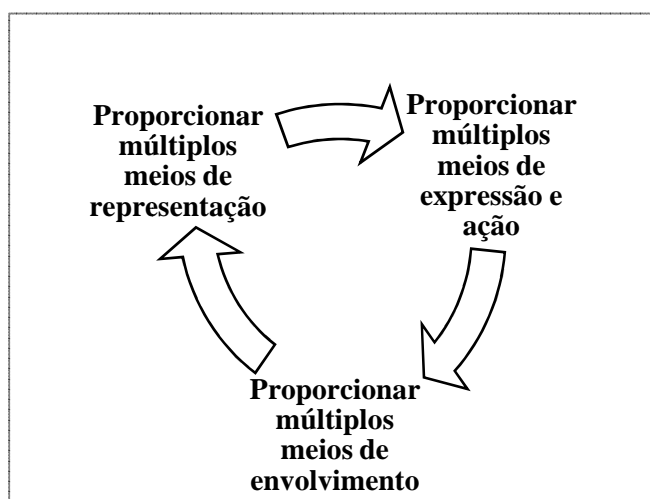 Proporcionar
múltiplos
meios de
representação
Proporcionar
múltiplos
meios de
expressão e
ação
Proporcionar
múltiplos
meios de
envolvimento